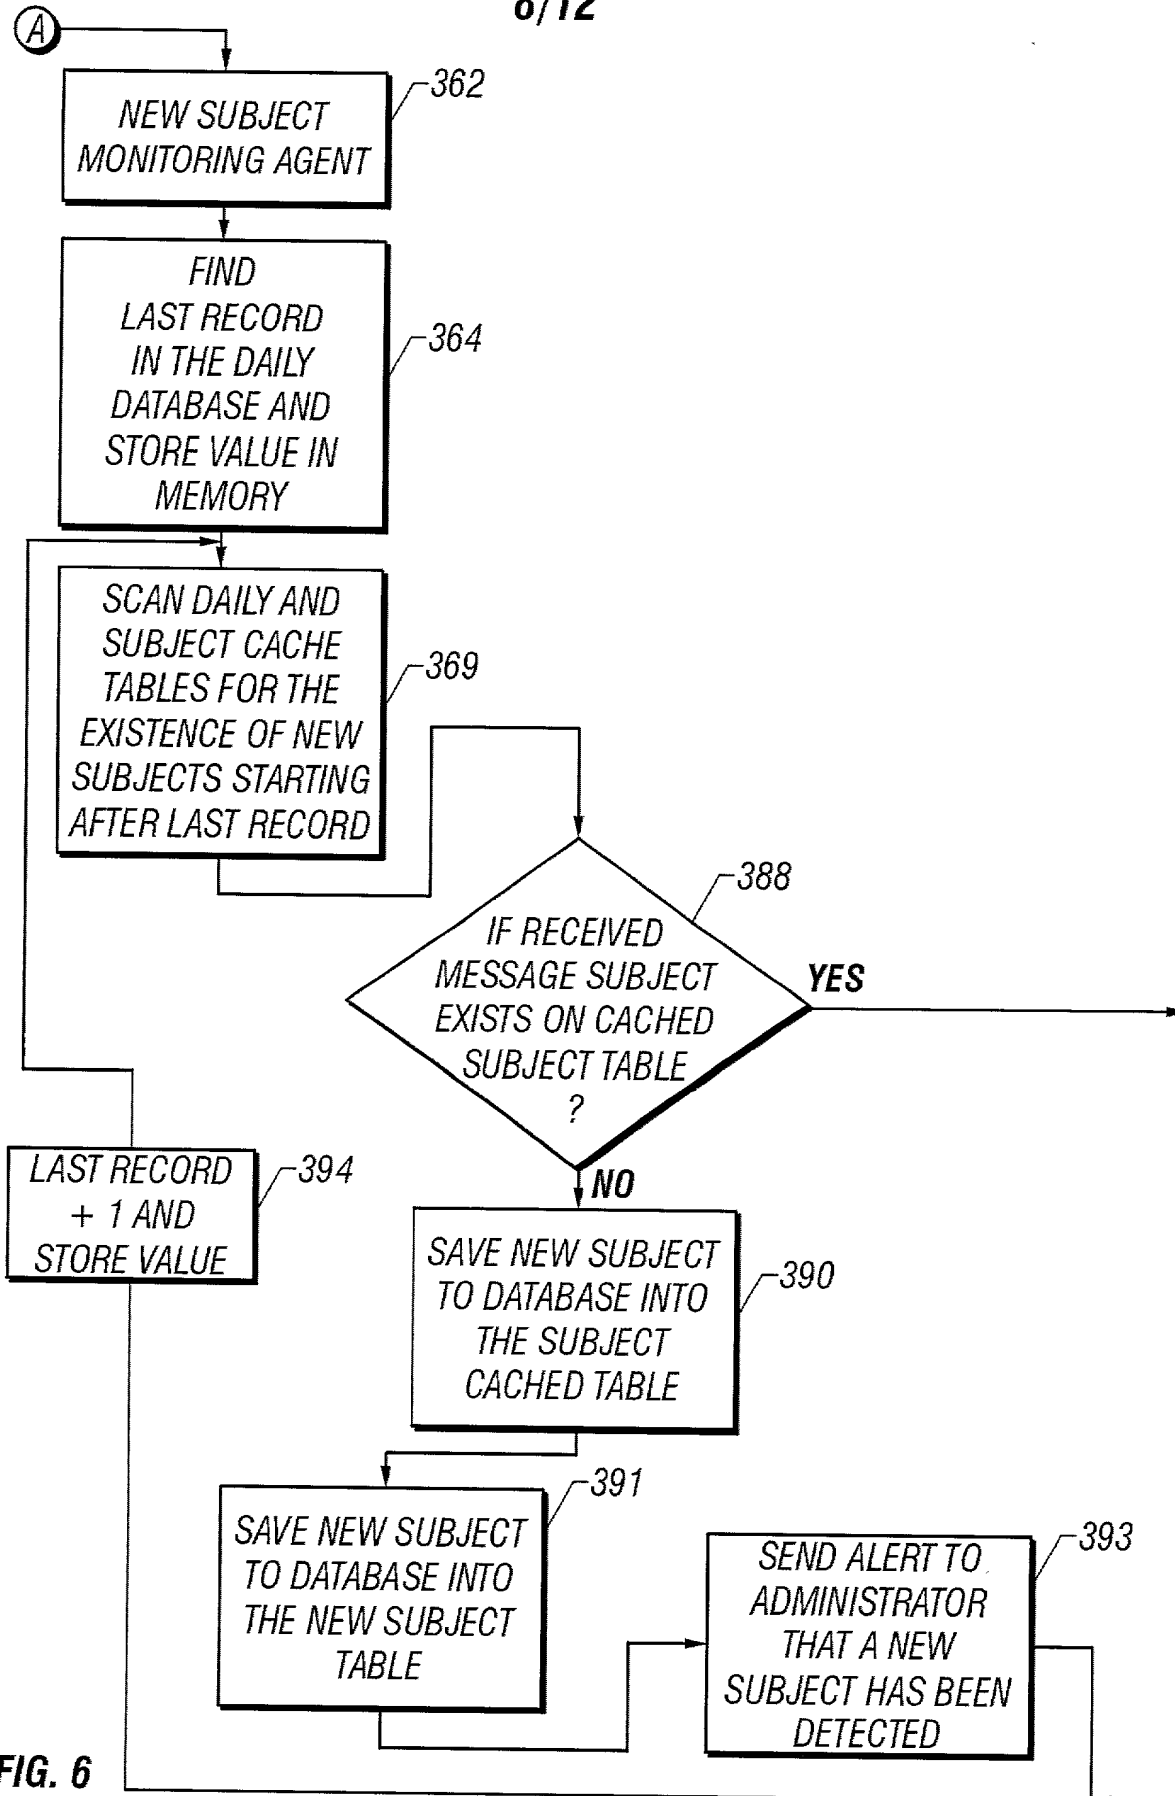 8/12
A
362
NEW SUBJECT
MONITORING AGENT
FIND
LAST RECORD
IN THE DAILY
DATABASE AND
STORE VALUE IN
MEMORY
364
SCAN DAILY AND
SUBJECT CACHE
TABLES FOR THE
EXISTENCE OF NEW
SUBJECTS STARTING
AFTER LAST RECORD
369
388
IF RECEIVED
MESSAGE SUBJECT
EXISTS ON CACHED
SUBJECT TABLE
?
YES
NO
LAST RECORD
+ 1 AND
STORE VALUE
394
SAVE NEW SUBJECT
TO DATABASE INTO
THE SUBJECT
CACHED TABLE
390
391
SAVE NEW SUBJECT
TO DATABASE INTO
THE NEW SUBJECT
TABLE
SEND ALERT TO
ADMINISTRATOR
THAT A NEW
SUBJECT HAS BEEN
DETECTED
393
FIG. 6